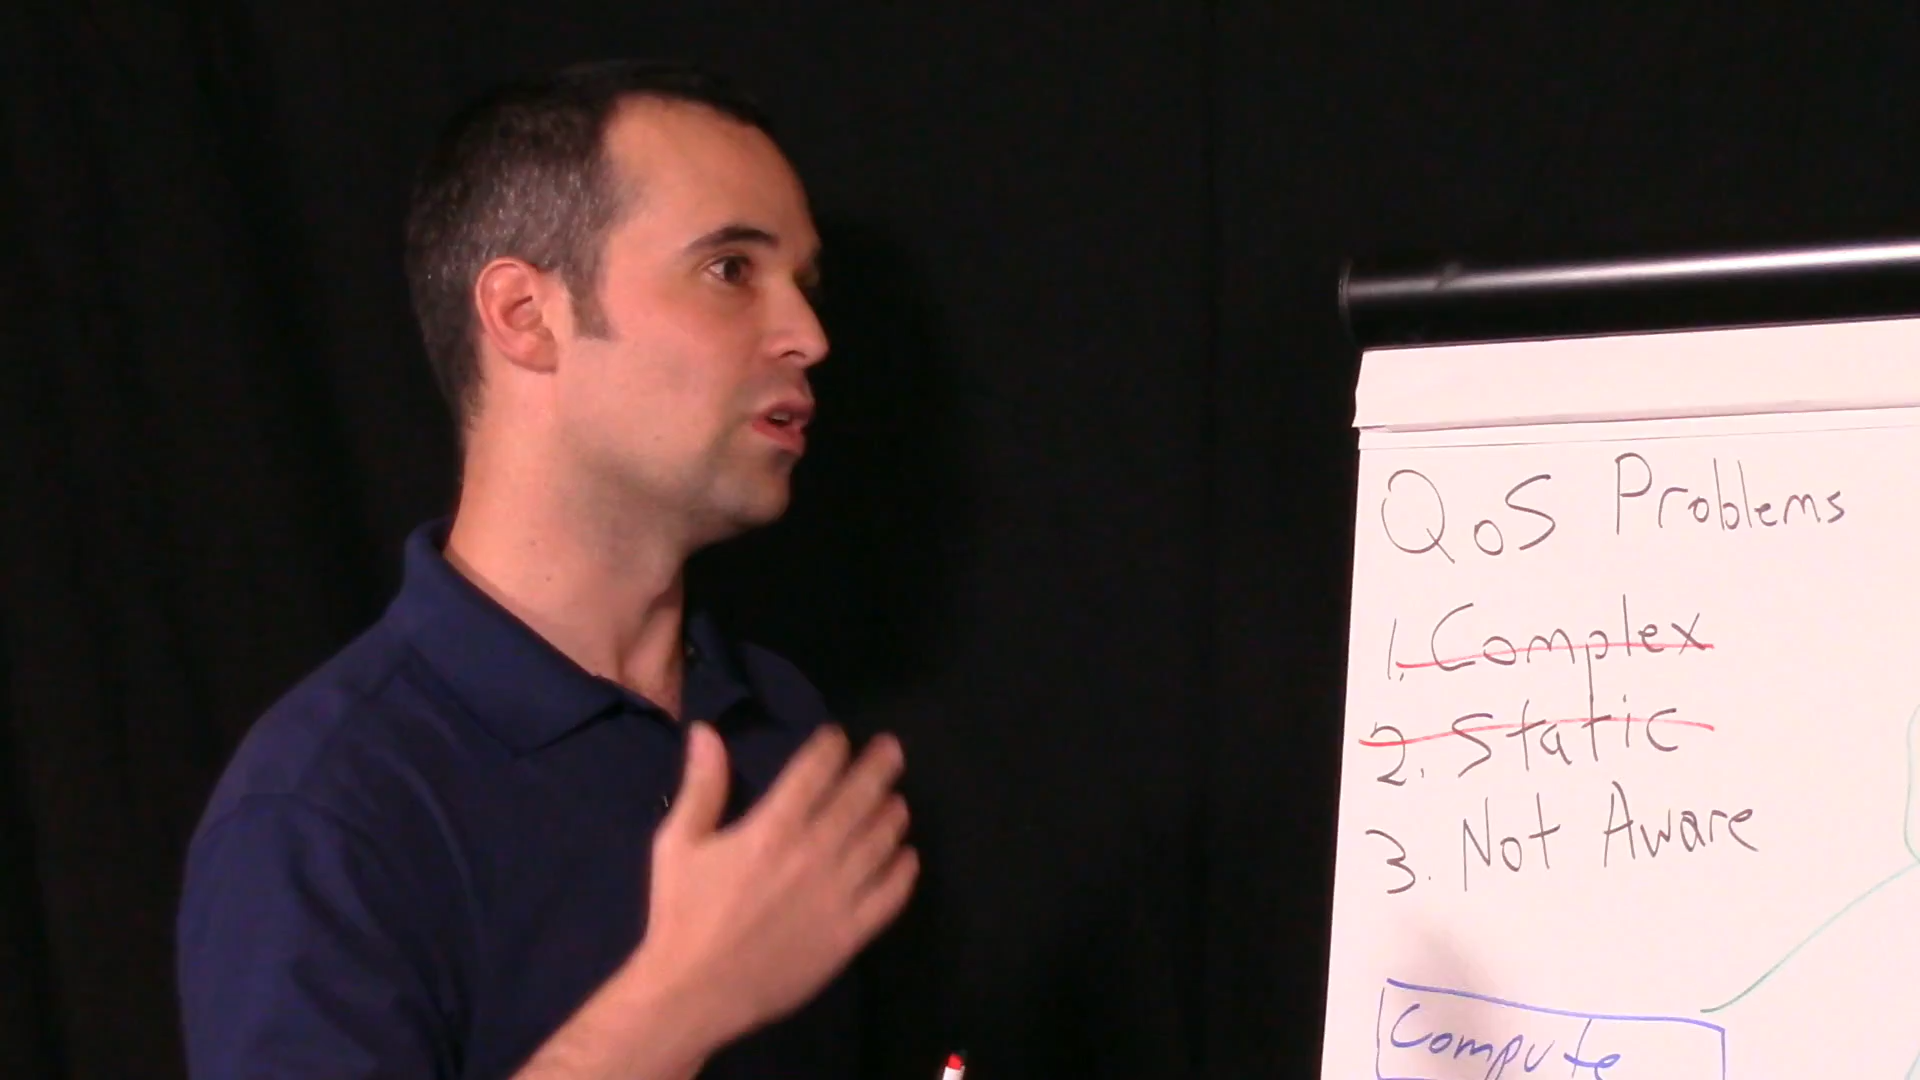 QoS Problems
1. Complex
2. Static
3. Not Aware
Compute